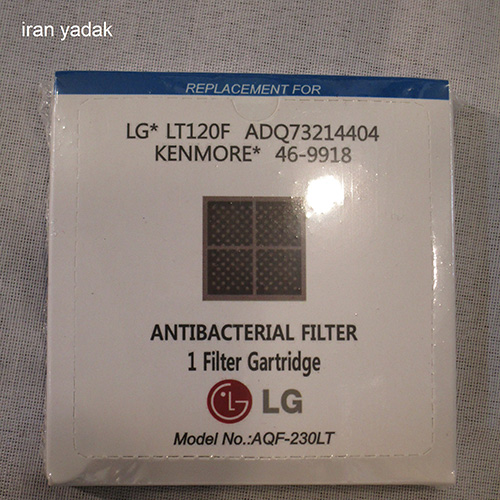 iran yadak
REPLACEMENT FOR
LG* LT120F ADQ73214404
KENMORE* 46-9918
ANTIBACTERIAL FILTER
1 Filter Gartridge
LG
Model No.:AQF-230LT